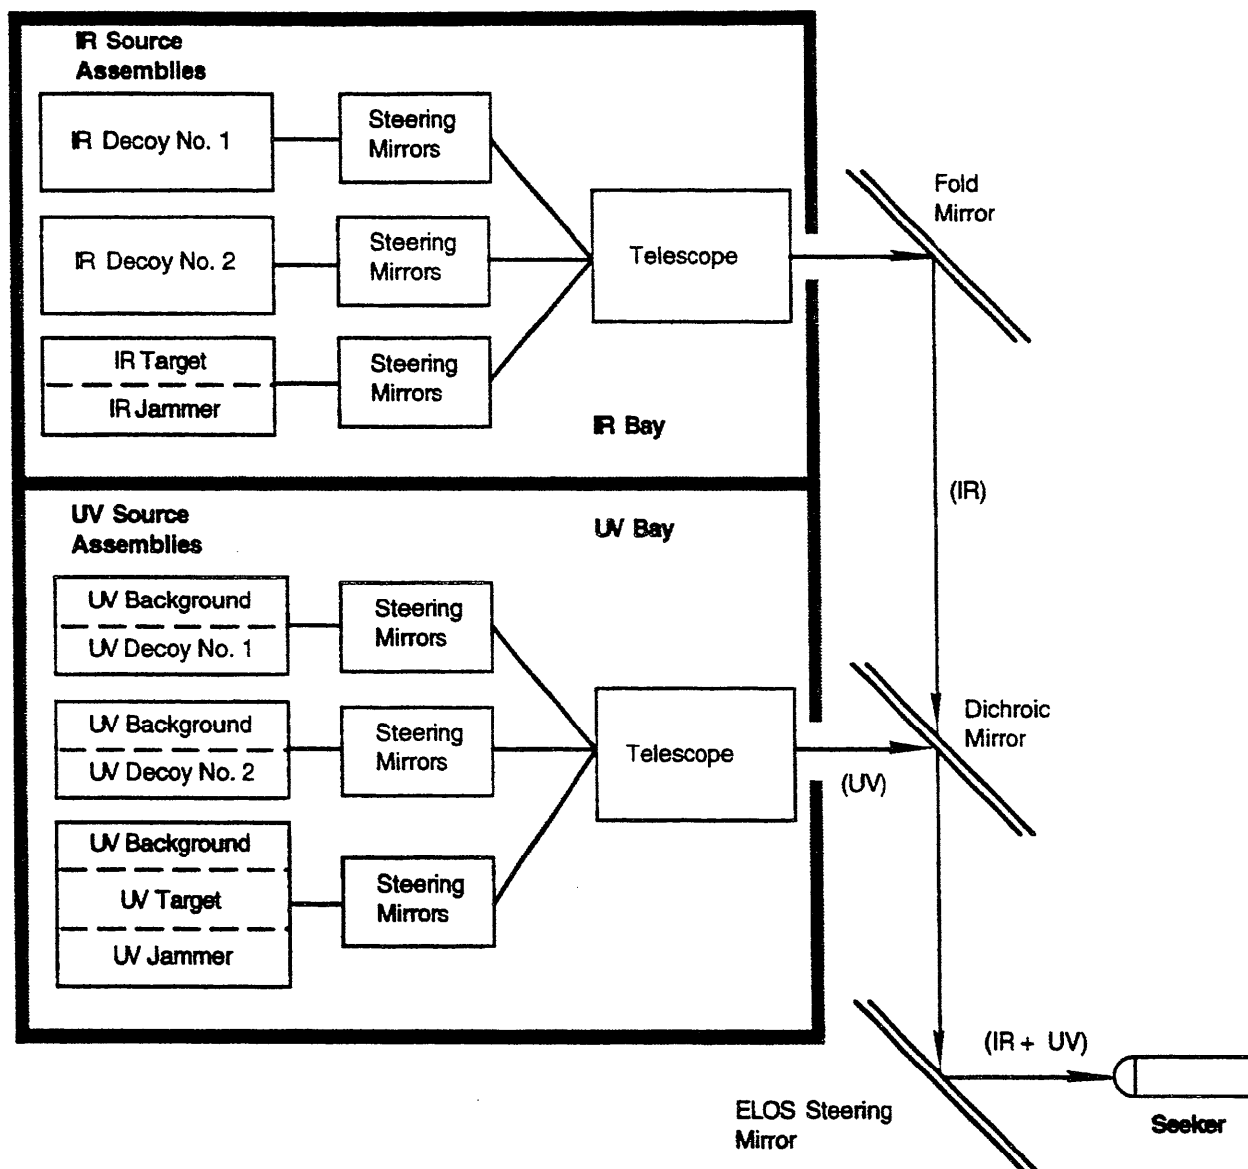 IR Source
Assemblies
IR Decoy No. 1
Steering
Mirrors
IR Decoy No. 2
Steering
Mirrors
IR Target
IR Jammer
Steering
Mirrors
Telescope
IR Bay
Fold
Mirror
(IR)
UV Source
Assemblies
UV Bay
UV Background
UV Decoy No. 1
Steering
Mirrors
UV Background
UV Decoy No. 2
Steering
Mirrors
UV Background
UV Target
UV Jammer
Steering
Mirrors
Telescope
(UV)
Dichroic
Mirror
(IR + UV)
ELOS Steering
Mirror
Seeker